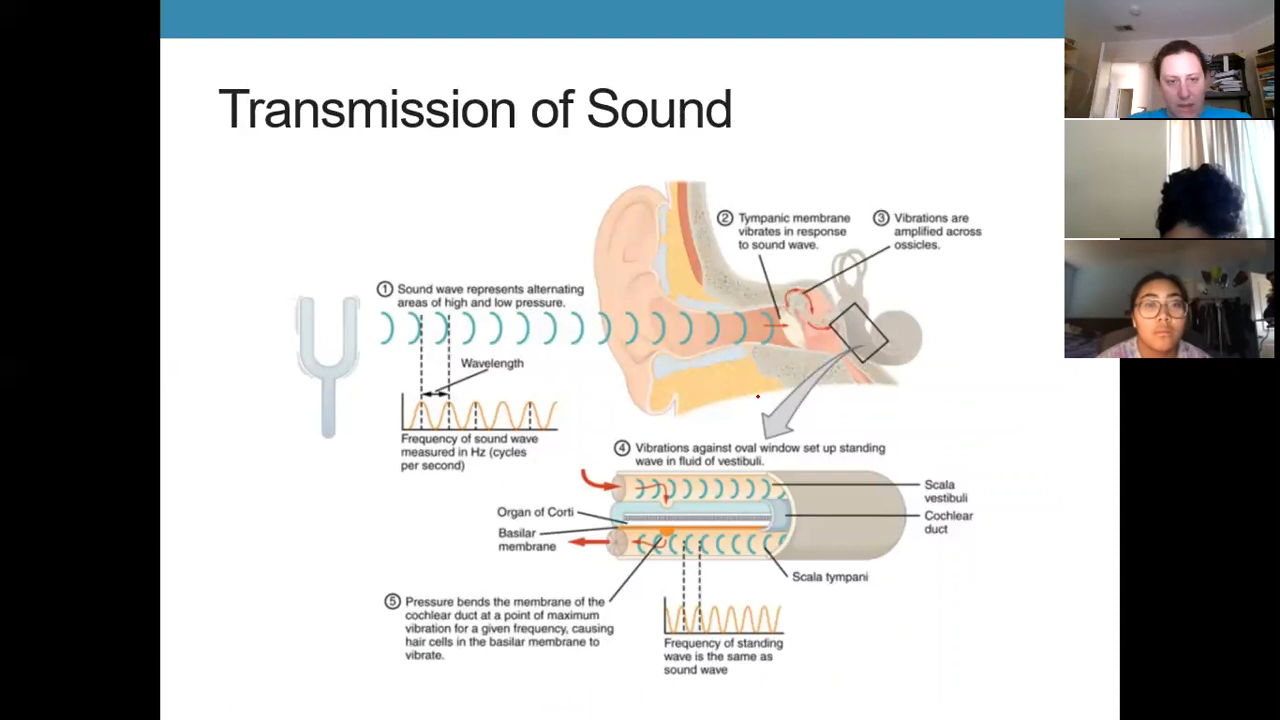 Transmission of Sound
① Sound wave represents alternating
areas of high and low pressure.
② Tympanic membrane
vibrates in response
to sound wave.
③ Vibrations are
amplified across
ossicles.
Wavelength
Frequency of sound wave
measured in Hz (cycles
per second)
④ Vibrations against oval window set up standing
wave in fluid of vestibuli.
Scala
vestibuli
Cochlear
duct
Organ of Corti
Basilar
membrane
Scala tympani
⑤ Pressure bends the membrane of the
cochlear duct at a point of maximum
vibration for a given frequency, causing
hair cells in the basilar membrane to
vibrate.
Frequency of standing
wave is the same as
sound wave